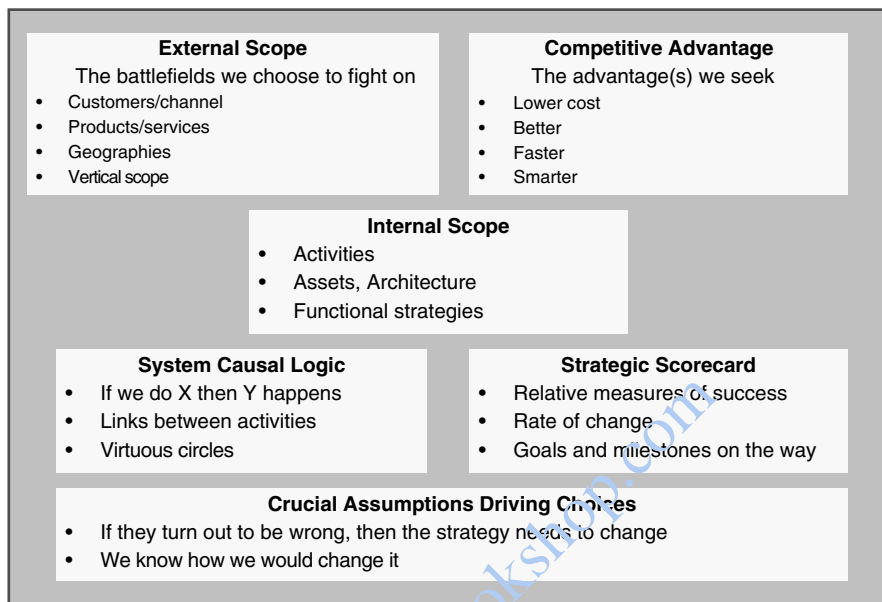 External Scope
The battlefields we choose to fight on
• Customers/channel
• Products/services
• Geographies
• Vertical scope
Competitive Advantage
The advantage(s) we seek
• Lower cost
• Better
• Faster
• Smarter
Internal Scope
• Activities
• Assets, Architecture
• Functional strategies
System Causal Logic
• If we do X then Y happens
• Links between activities
• Virtuous circles
Strategic Scorecard
• Relative measures of success
• Rate of change
• Goals and milestones on the way
Crucial Assumptions Driving Choices
• If they turn out to be wrong, then the strategy needs to change
• We know how we would change it
okshop.com